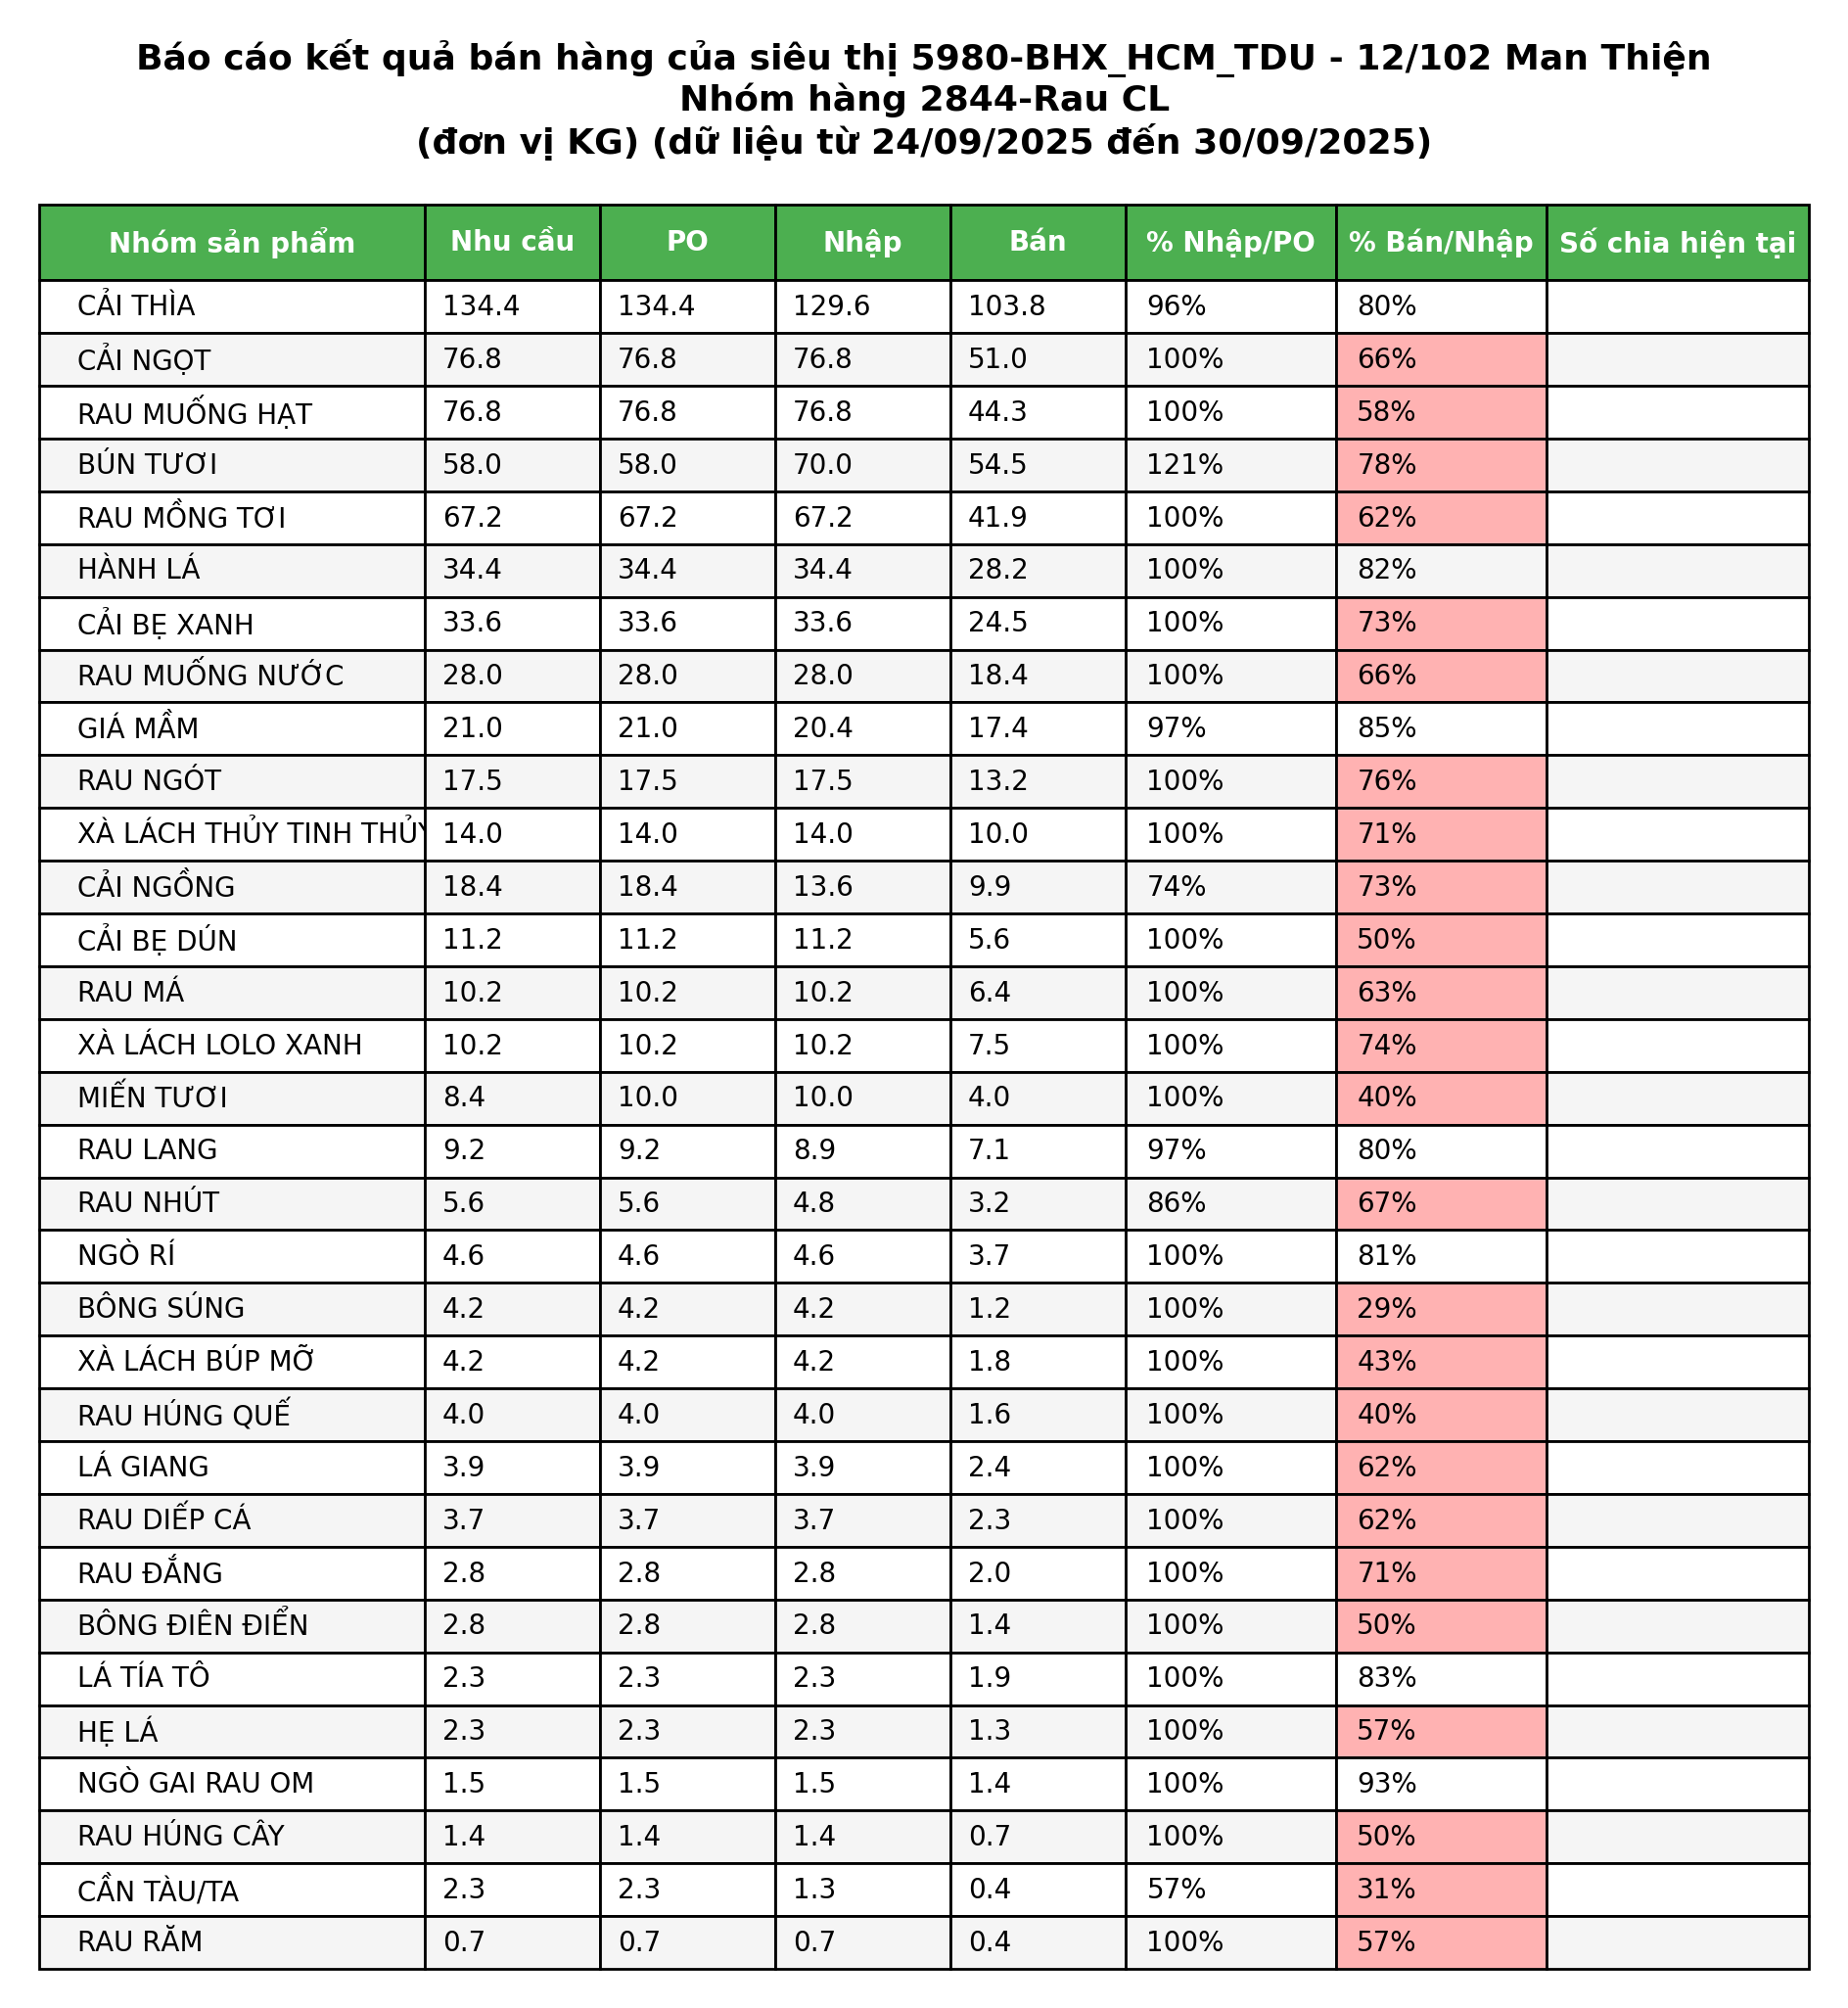 Báo cáo kết quả bán hàng của siêu thị 5980-BHX_HCM_TDU - 12/102 Man Thiện
Nhóm hàng 2844-Rau CL
(đơn vị KG) (dữ liệu từ 24/09/2025 đến 30/09/2025)
Nhóm sản phẩm Nhu cầu PO Nhập Bán % Nhập/PO % Bán/Nhập Số chia hiện tại
CẢI THÌA 134.4 134.4 129.6 103.8 96% 80%
CẢI NGỌT 76.8 76.8 76.8 51.0 100% 66%
RAU MUỐNG HẠT 76.8 76.8 76.8 44.3 100% 58%
BÚN TƯƠI 58.0 58.0 70.0 54.5 121% 78%
RAU MỒNG TƠI 67.2 67.2 67.2 41.9 100% 62%
HÀNH LÁ 34.4 34.4 34.4 28.2 100% 82%
CẢI BẸ XANH 33.6 33.6 33.6 24.5 100% 73%
RAU MUỐNG NƯỚC 28.0 28.0 28.0 18.4 100% 66%
GIÁ MẦM 21.0 21.0 20.4 17.4 97% 85%
RAU NGÓT 17.5 17.5 17.5 13.2 100% 76%
XÀ LÁCH THỦY TINH THỦY 14.0 14.0 14.0 10.0 100% 71%
CẢI NGỒNG 18.4 18.4 13.6 9.9 74% 73%
CẢI BẸ DÚN 11.2 11.2 11.2 5.6 100% 50%
RAU MÁ 10.2 10.2 10.2 6.4 100% 63%
XÀ LÁCH LOLO XANH 10.2 10.2 10.2 7.5 100% 74%
MIẾN TƯƠI 8.4 10.0 10.0 4.0 100% 40%
RAU LANG 9.2 9.2 8.9 7.1 97% 80%
RAU NHÚT 5.6 5.6 4.8 3.2 86% 67%
NGÒ RÍ 4.6 4.6 4.6 3.7 100% 81%
BÔNG SÚNG 4.2 4.2 4.2 1.2 100% 29%
XÀ LÁCH BÚP MỠ 4.2 4.2 4.2 1.8 100% 43%
RAU HÚNG QUẾ 4.0 4.0 4.0 1.6 100% 40%
LÁ GIANG 3.9 3.9 3.9 2.4 100% 62%
RAU DIẾP CÁ 3.7 3.7 3.7 2.3 100% 62%
RAU ĐẮNG 2.8 2.8 2.8 2.0 100% 71%
BÔNG ĐIÊN ĐIỂN 2.8 2.8 2.8 1.4 100% 50%
LÁ TÍA TÔ 2.3 2.3 2.3 1.9 100% 83%
HẸ LÁ 2.3 2.3 2.3 1.3 100% 57%
NGÒ GAI RAU OM 1.5 1.5 1.5 1.4 100% 93%
RAU HÚNG CÂY 1.4 1.4 1.4 0.7 100% 50%
CẦN TÀU/TA 2.3 2.3 1.3 0.4 57% 31%
RAU RĂM 0.7 0.7 0.7 0.4 100% 57%